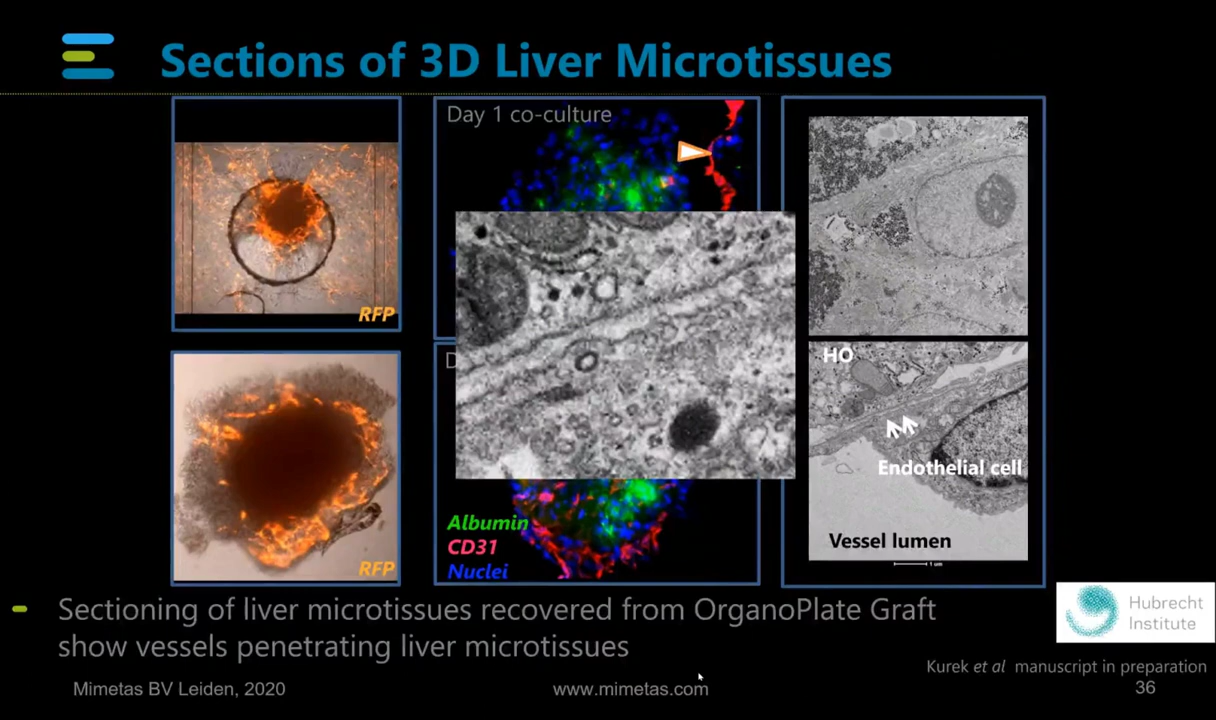 Sections of 3D Liver Microtissues
RFP
RFP
Day 1 co-culture
D
Albumin
CD31
Nuclei
HO
Endothelial cell
Vessel lumen
1 um
Sectioning of liver microtissues recovered from OrganoPlate Graft
show vessels penetrating liver microtissues
Hubrecht
Institute
Kurek et al manuscript in preparation
Mimetas BV Leiden, 2020
www.mimetas.com
36